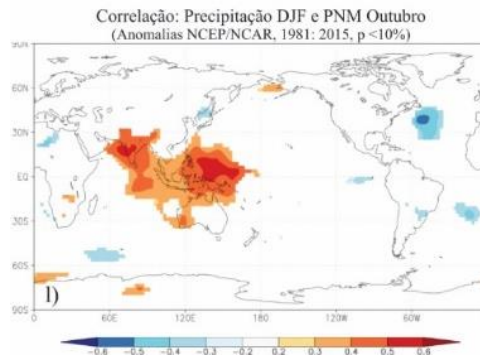 Correlação: Precipitação DJF e PNM Outubro
(Anomalias NCEP/NCAR, 1981: 2015, p <10%)
90N
60N
30N
EQ
30S
60S
90S
l)
0 60E 120E 180 120W 60W
-0.6 -0.5 -0.4 -0.3 -0.2 0.2 0.3 0.4 0.5 0.6